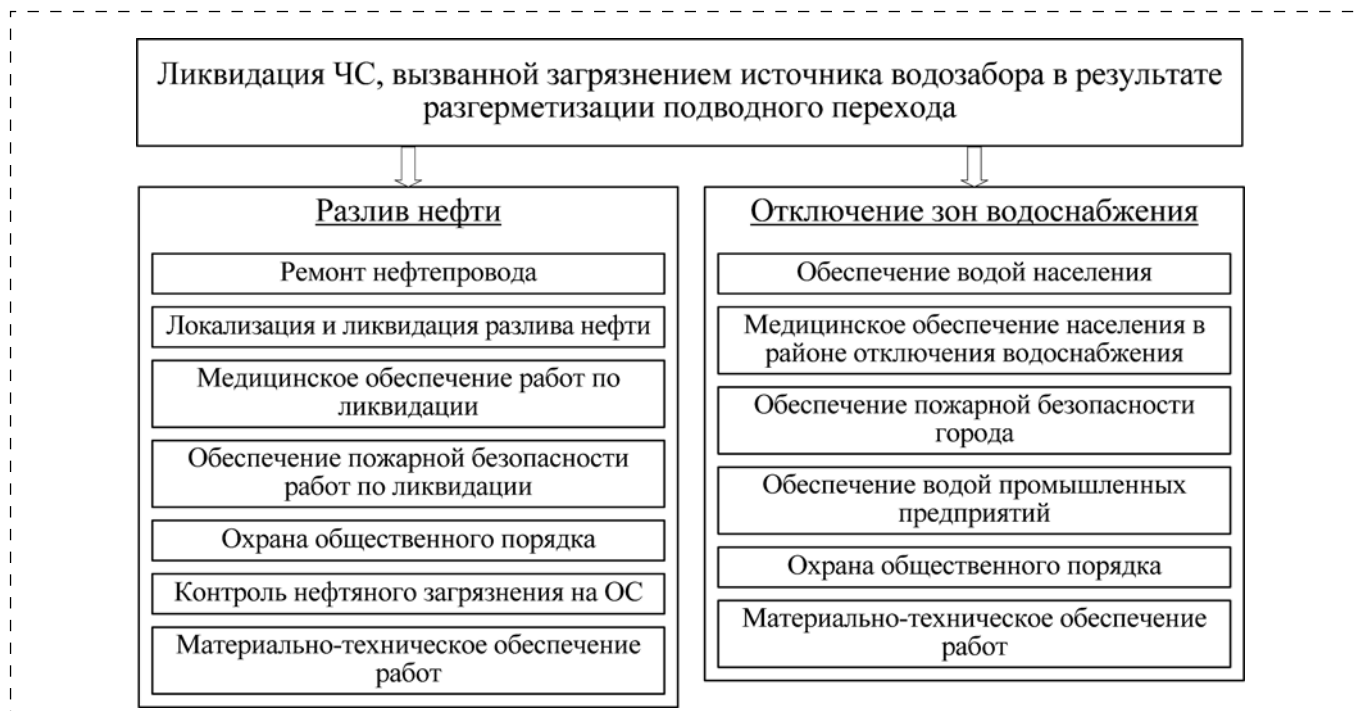 Ликвидация ЧС, вызванной загрязнением источника водозабора в результате
разгерметизации подводного перехода
Разлив нефти
Ремонт нефтепровода
Локализация и ликвидация разлива нефти
Медицинское обеспечение работ по
ликвидации
Обеспечение пожарной безопасности
работ по ликвидации
Охрана общественного порядка
Контроль нефтяного загрязнения на ОС
Материально-техническое обеспечение
работ
Отключение зон водоснабжения
Обеспечение водой населения
Медицинское обеспечение населения в
районе отключения водоснабжения
Обеспечение пожарной безопасности
города
Обеспечение водой промышленных
предприятий
Охрана общественного порядка
Материально-техническое обеспечение
работ